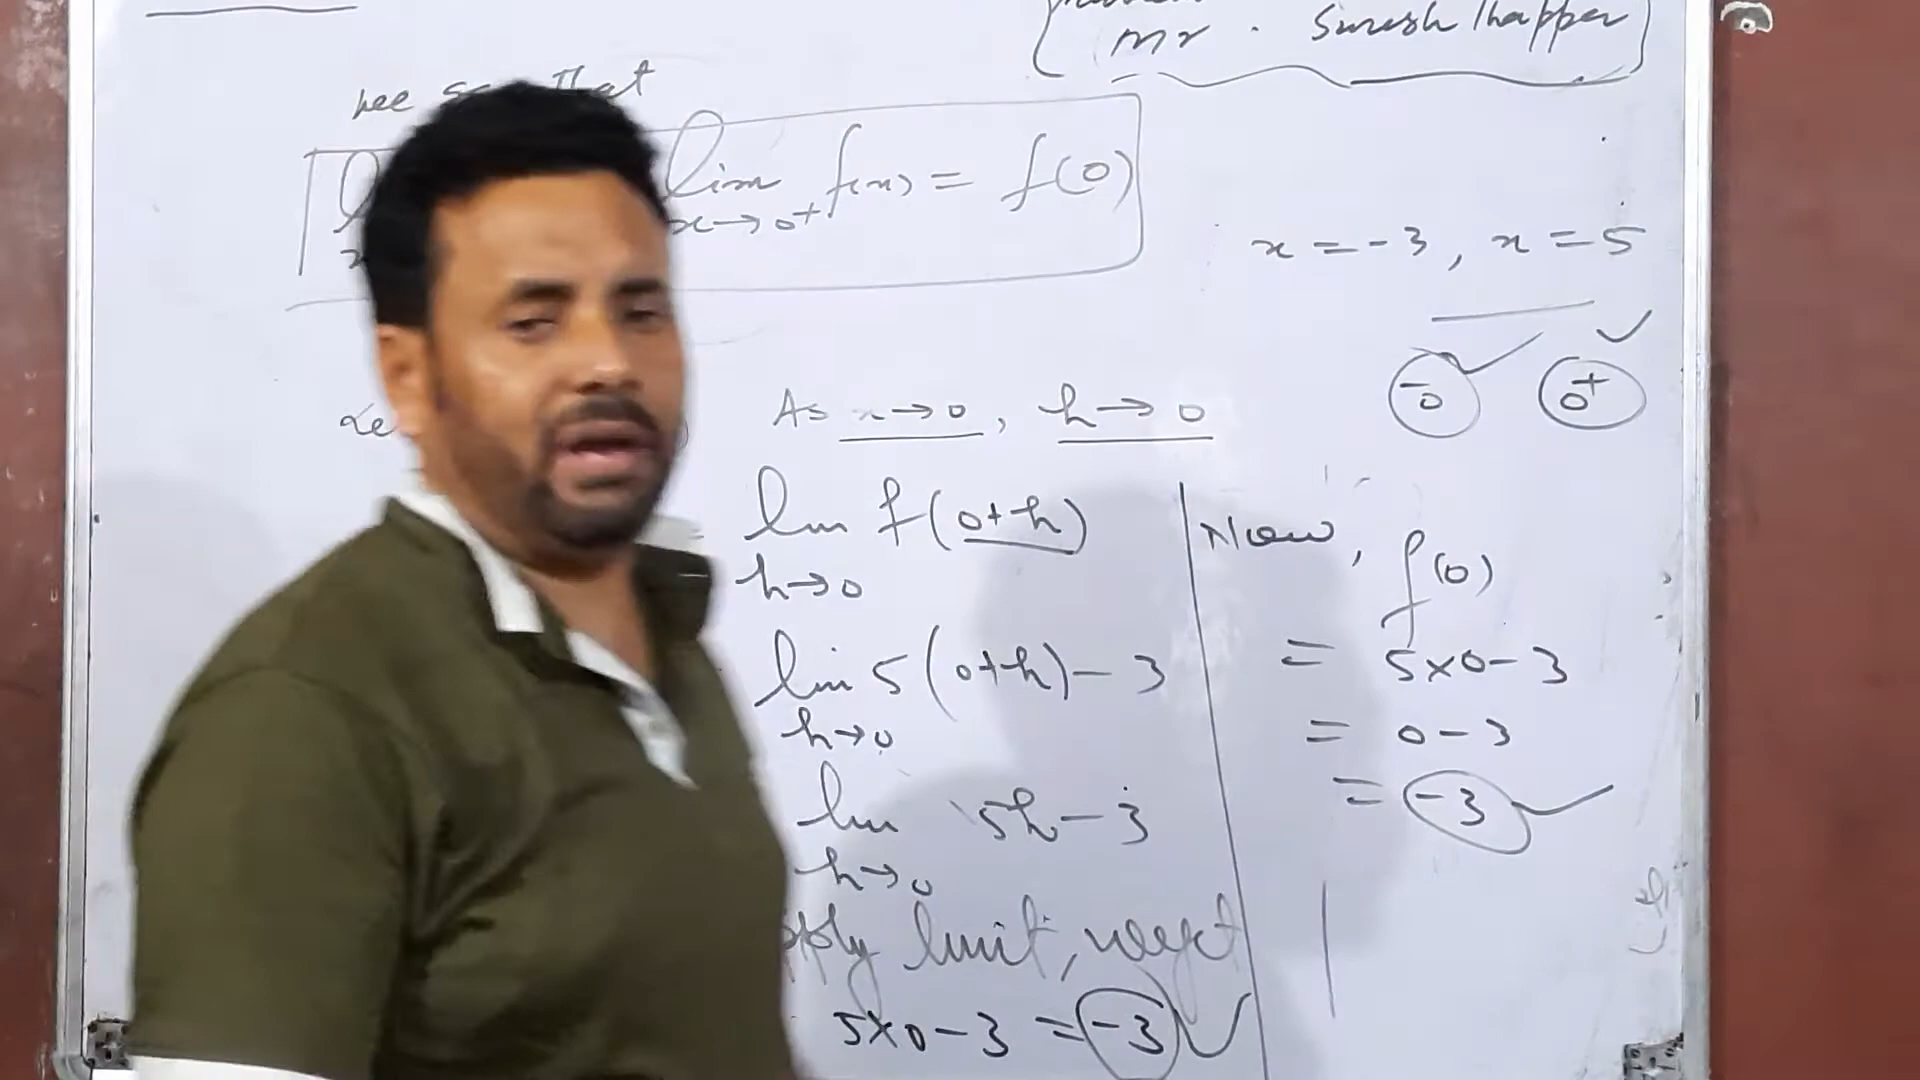 Mr. Suresh Thapper
wee see that
lim f(x) = f(0)
x→0+
x = -3, x = 5
-0 0+
As x→0, h→0
lim f(0+h)
h→0
lim 5(0+h) - 3
h→0
lim 5h - 3
h→0
pply limit, we get
5×0-3 = -3
Now, f(0)
= 5×0-3
= 0-3
= -3